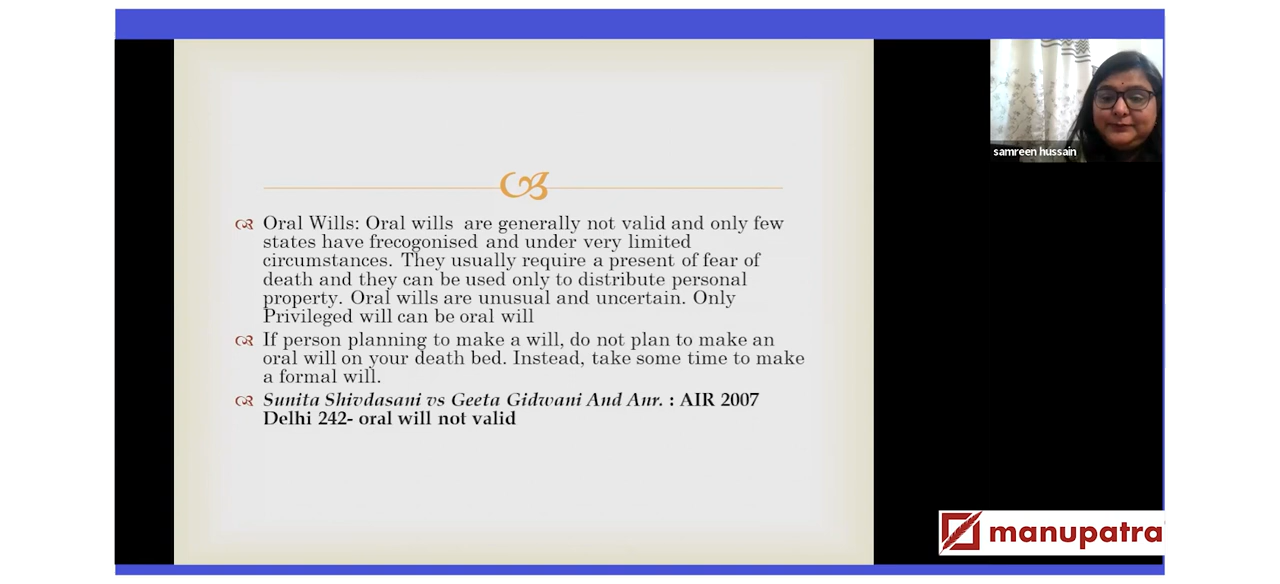 Oral Wills: Oral wills are generally not valid and only few
states have frecogonised and under very limited
circumstances. They usually require a present of fear of
death and they can be used only to distribute personal
property. Oral wills are unusual and uncertain. Only
Privileged will can be oral will
If person planning to make a will, do not plan to make an
oral will on your death bed. Instead, take some time to make
a formal will.
Sunita Shivdasani vs Geeta Gidwani And Anr. : AIR 2007
Delhi 242- oral will not valid
samreen hussain
manupatra